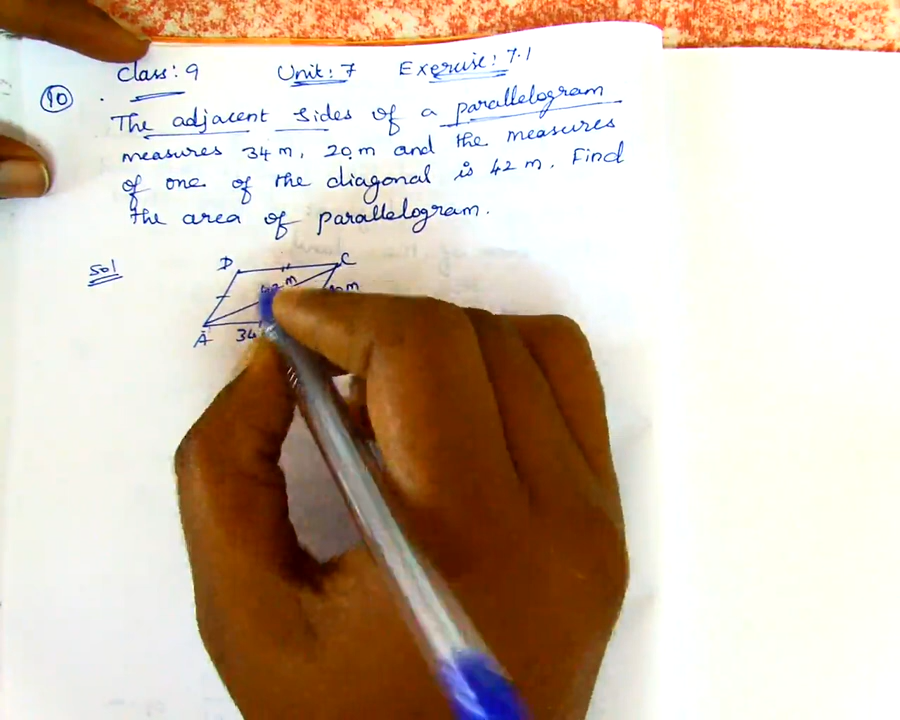 Class: 9 Unit: 7 Exercise: 7.1
10 The adjacent sides of a parallelogram
measures 34 m, 20 m and the measures
of one of the diagonal is 42 m. Find
the area of parallelogram.
Sol
D C
m
m
A 34